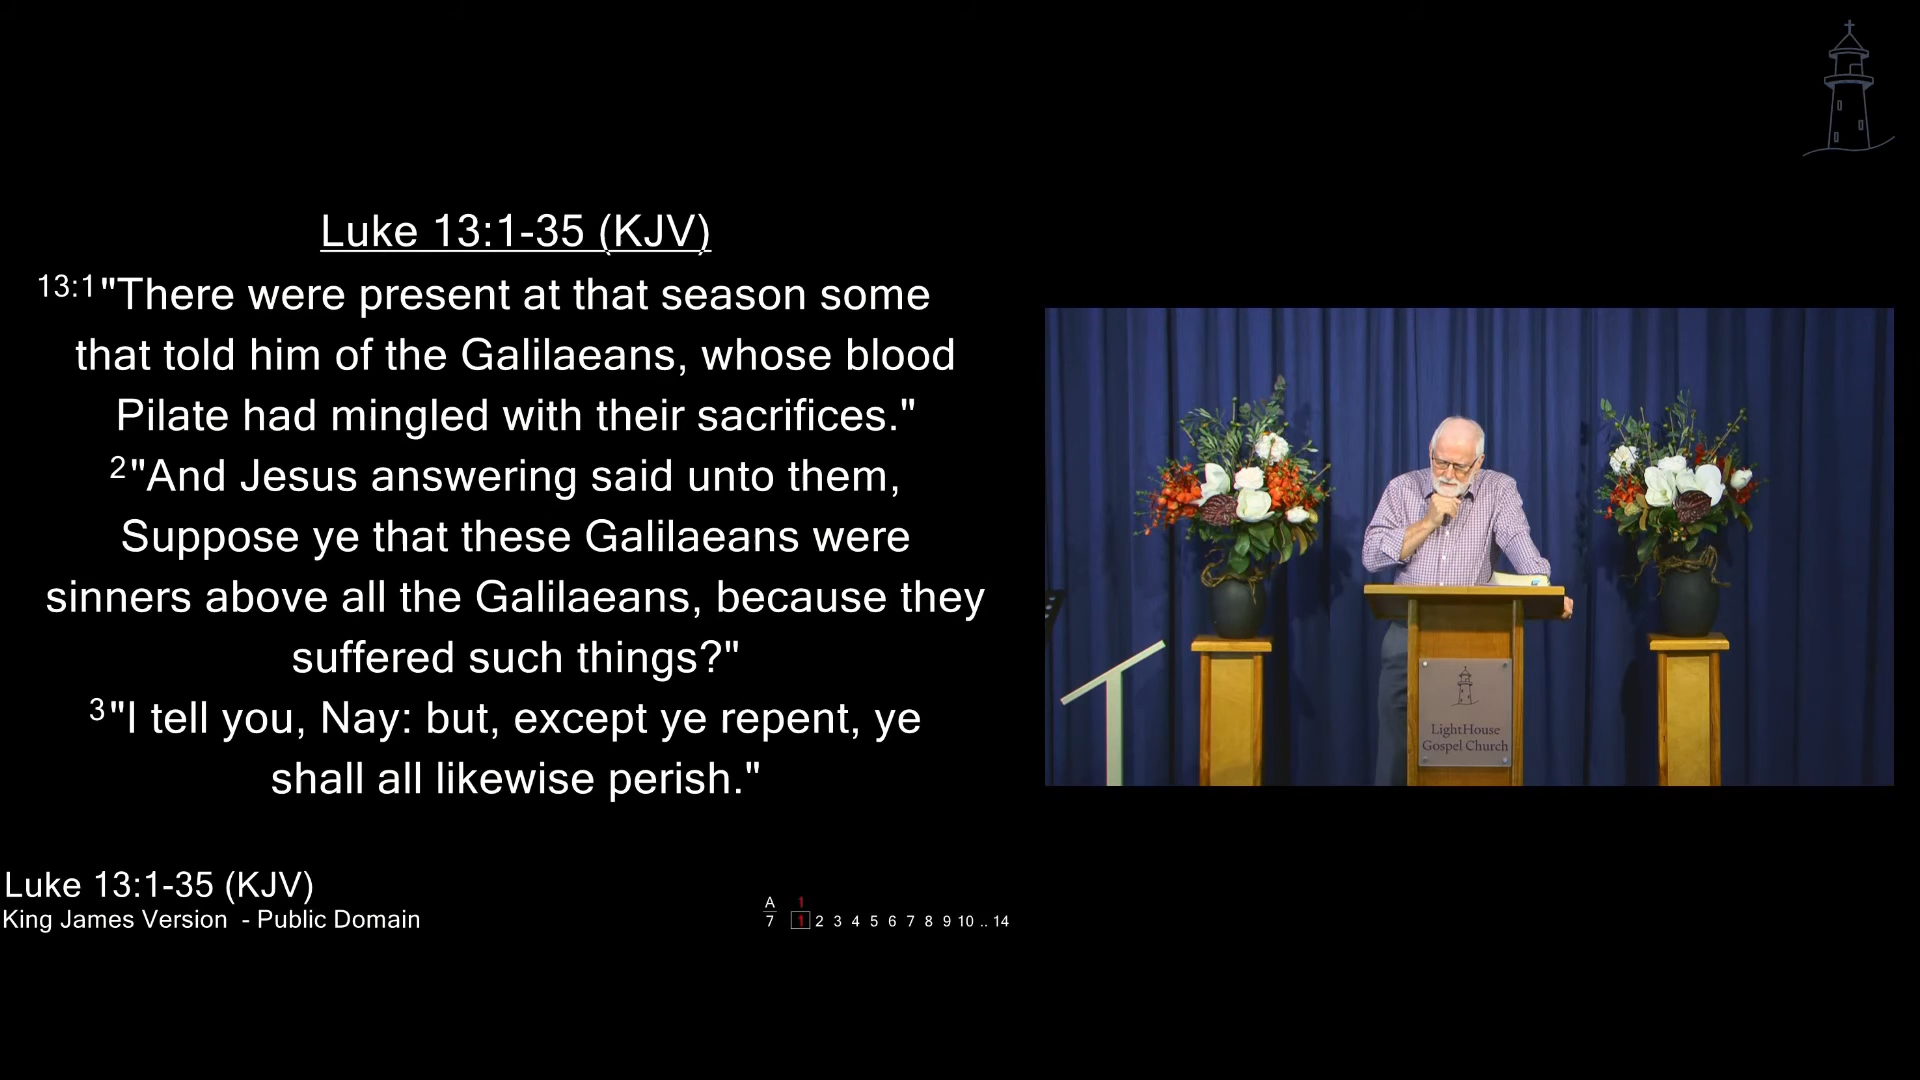 Luke 13:1-35 (KJV)
13:1"There were present at that season some
that told him of the Galilaeans, whose blood
Pilate had mingled with their sacrifices."
2"And Jesus answering said unto them,
Suppose ye that these Galilaeans were
sinners above all the Galilaeans, because they
suffered such things?"
3"I tell you, Nay: but, except ye repent, ye
shall all likewise perish."
Luke 13:1-35 (KJV)
King James Version - Public Domain
A 1
7 1 2 3 4 5 6 7 8 9 10 .. 14
LightHouse
Gospel Church